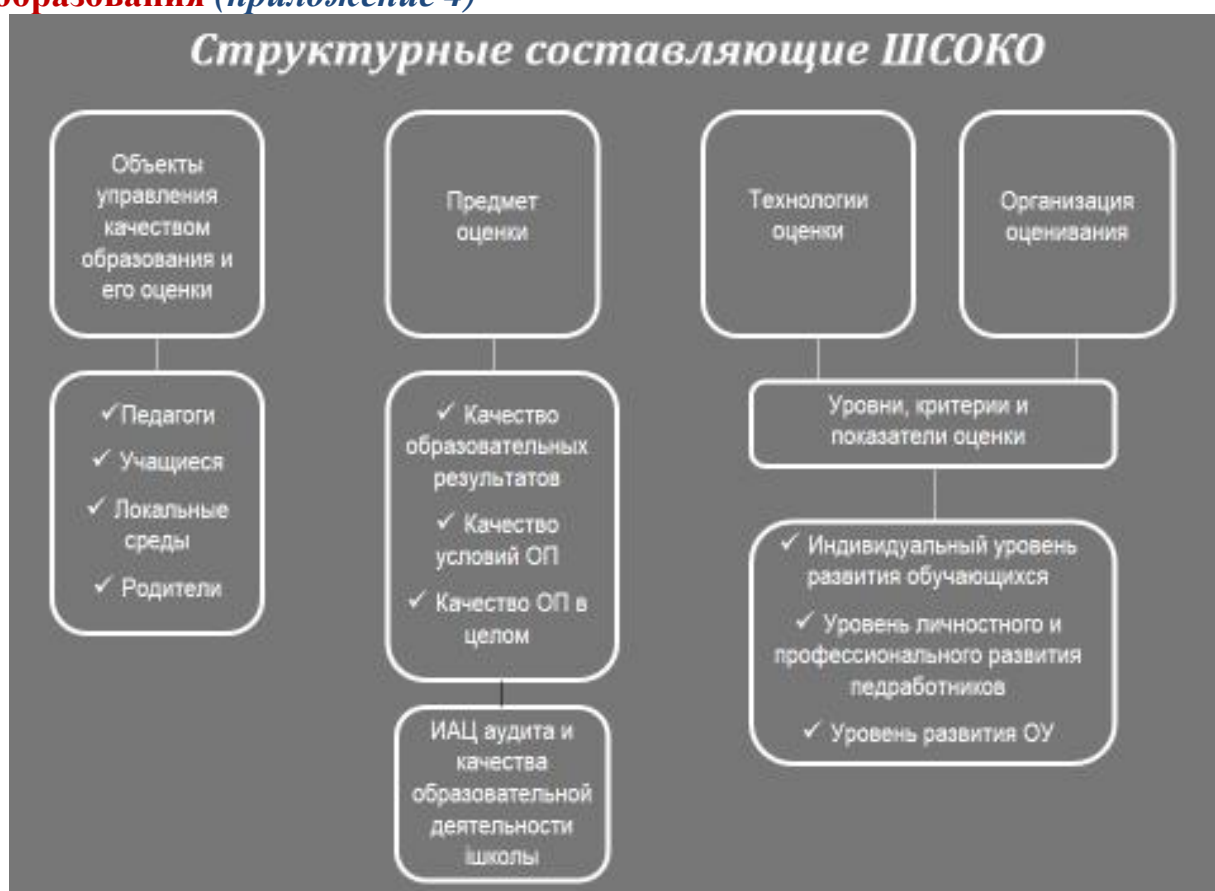 образования (приложение 4)
Структурные составляющие ШСОКО
Объекты
управления
качеством
образования и
его оценки
Предмет
оценки
Технологии
оценки
Организация
оценивания
✓Педагоги
✓ Учащиеся
✓ Локальные
среды
✓ Родители
✓ Качество
образовательных
результатов
✓ Качество
условий ОП
✓ Качество ОП в
целом
ИАЦ аудита и
качества
образовательной
деятельности
iшколы
Уровни, критерии и
показатели оценки
✓ Индивидуальный уровень
развития обучающихся
✓ Уровень личностного и
профессионального развития
педработников
✓ Уровень развития ОУ